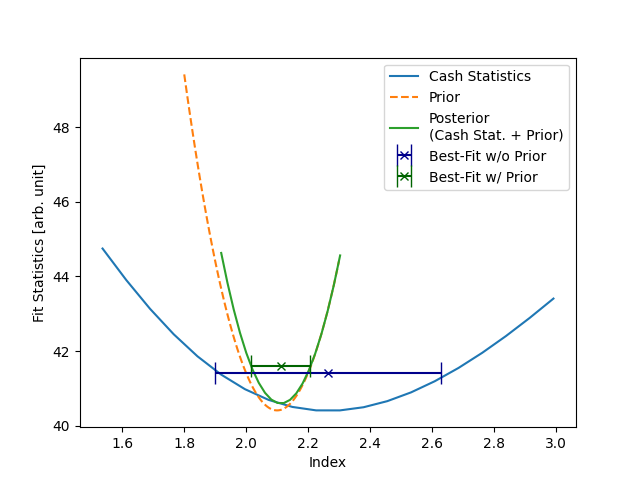 Cash Statistics
Prior
Posterior
(Cash Stat. + Prior)
Best-Fit w/o Prior
Best-Fit w/ Prior
Fit Statistics [arb. unit]
48
46
44
42
40
1.6 1.8 2.0 2.2 2.4 2.6 2.8 3.0
Index